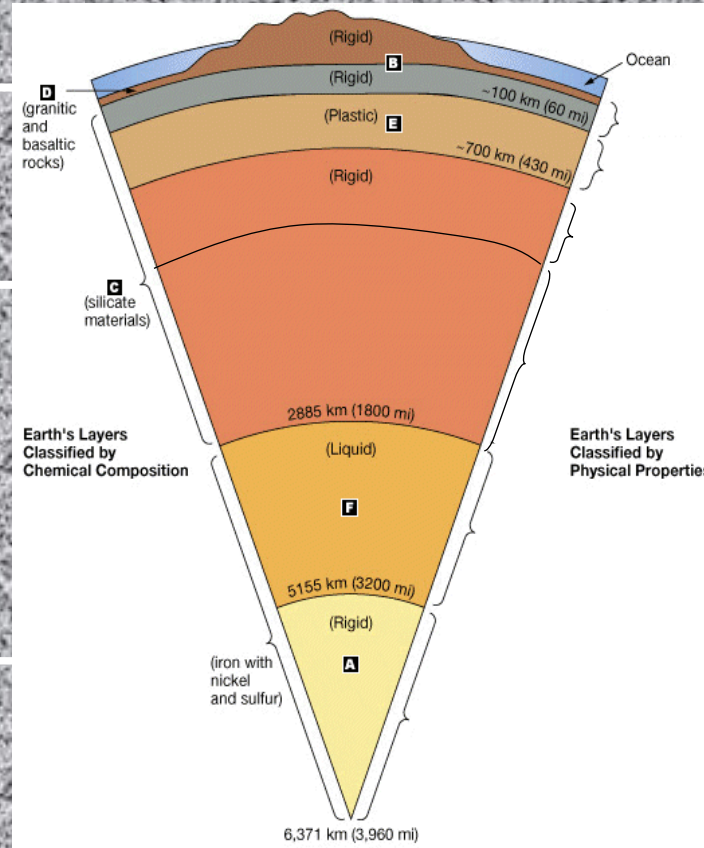 (Rigid)
B
Ocean
(Rigid)
D
~100 km (60 mi)
(granitic
and
basaltic
rocks)
(Plastic)
E
~700 km (430 mi)
(Rigid)
C
(silicate
materials)
2885 km (1800 mi)
Earth's Layers
Classified by
Chemical Composition
(Liquid)
Earth's Layers
Classified by
Physical Properties
F
5155 km (3200 mi)
(Rigid)
(iron with
nickel
and sulfur)
A
6,371 km (3,960 mi)